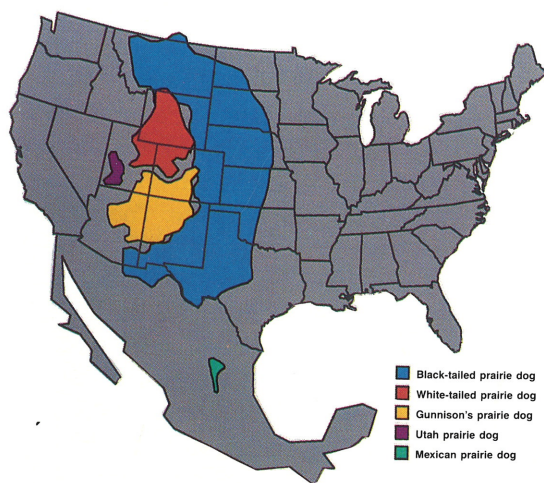 Black-tailed prairie dog
White-tailed prairie dog
Gunnison's prairie dog
Utah prairie dog
Mexican prairie dog